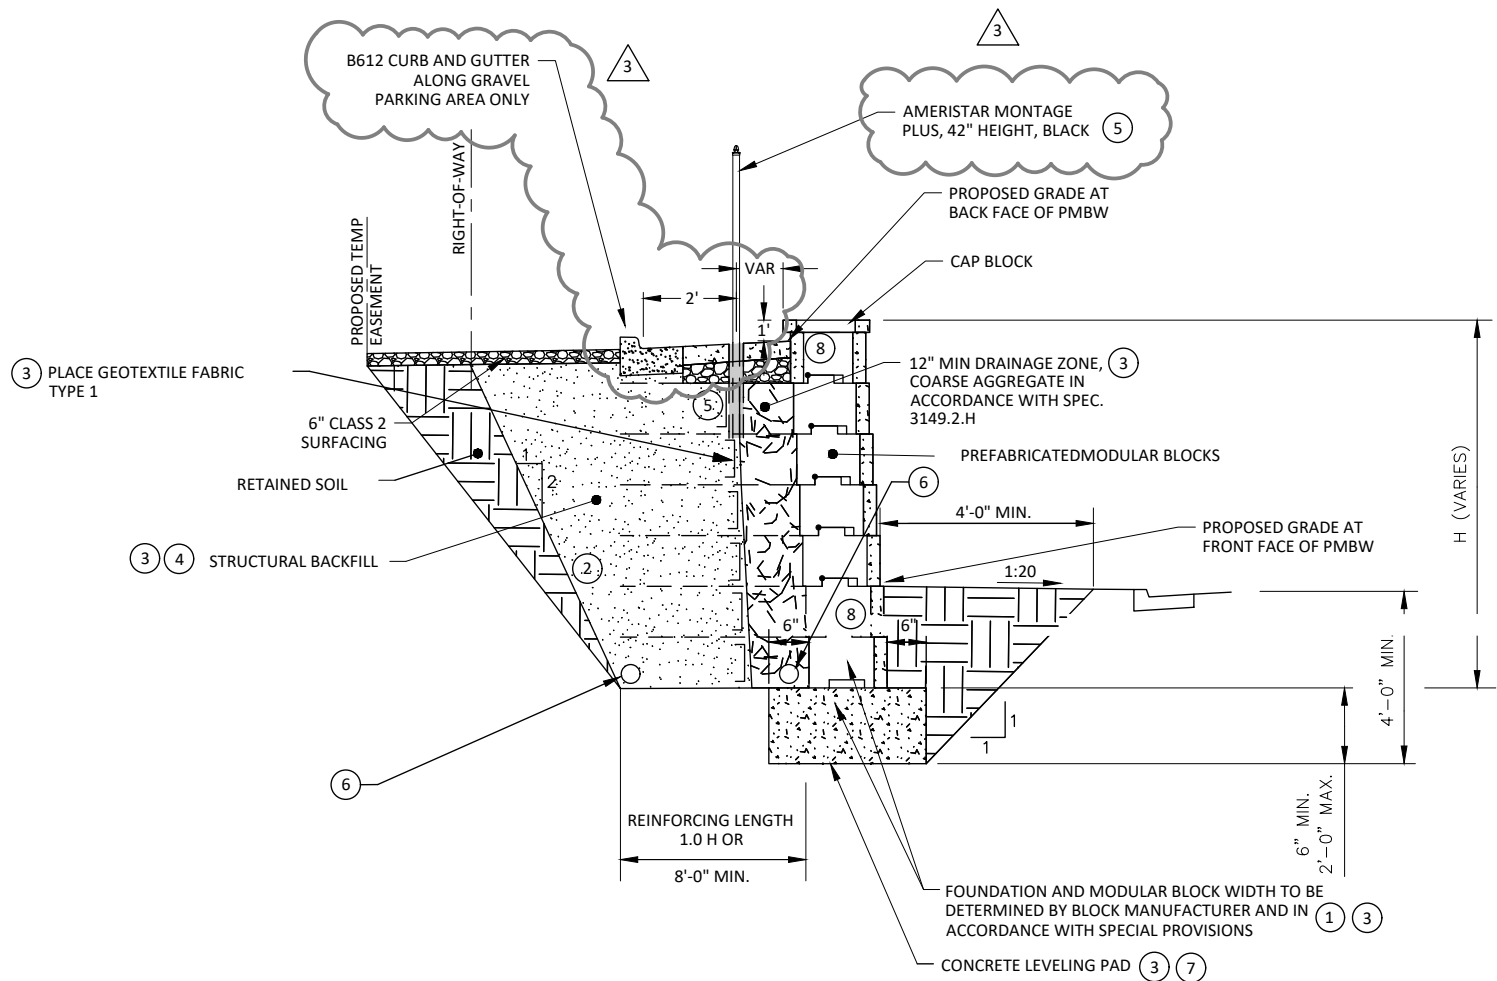 3
3
B612 CURB AND GUTTER
ALONG GRAVEL
PARKING AREA ONLY
AMERISTAR MONTAGE
PLUS, 42" HEIGHT, BLACK 5
RIGHT-OF-WAY
PROPOSED TEMP
EASEMENT
PROPOSED GRADE AT
BACK FACE OF PMBW
CAP BLOCK
VAR
2'
1'
8
3 PLACE GEOTEXTILE FABRIC
TYPE 1
12" MIN DRAINAGE ZONE, 3
COARSE AGGREGATE IN
ACCORDANCE WITH SPEC.
3149.2.H
5
6" CLASS 2
SURFACING
1
2
PREFABRICATEDMODULAR BLOCKS
RETAINED SOIL
6
4'-0" MIN.
H (VARIES)
PROPOSED GRADE AT
FRONT FACE OF PMBW
3 4 STRUCTURAL BACKFILL
2
1:20
8
6"
6"
4'-0" MIN.
1
1
6
6" MIN.
2'-0" MAX.
REINFORCING LENGTH
1.0 H OR
8'-0" MIN.
FOUNDATION AND MODULAR BLOCK WIDTH TO BE
DETERMINED BY BLOCK MANUFACTURER AND IN
ACCORDANCE WITH SPECIAL PROVISIONS 1 3
CONCRETE LEVELING PAD 3 7